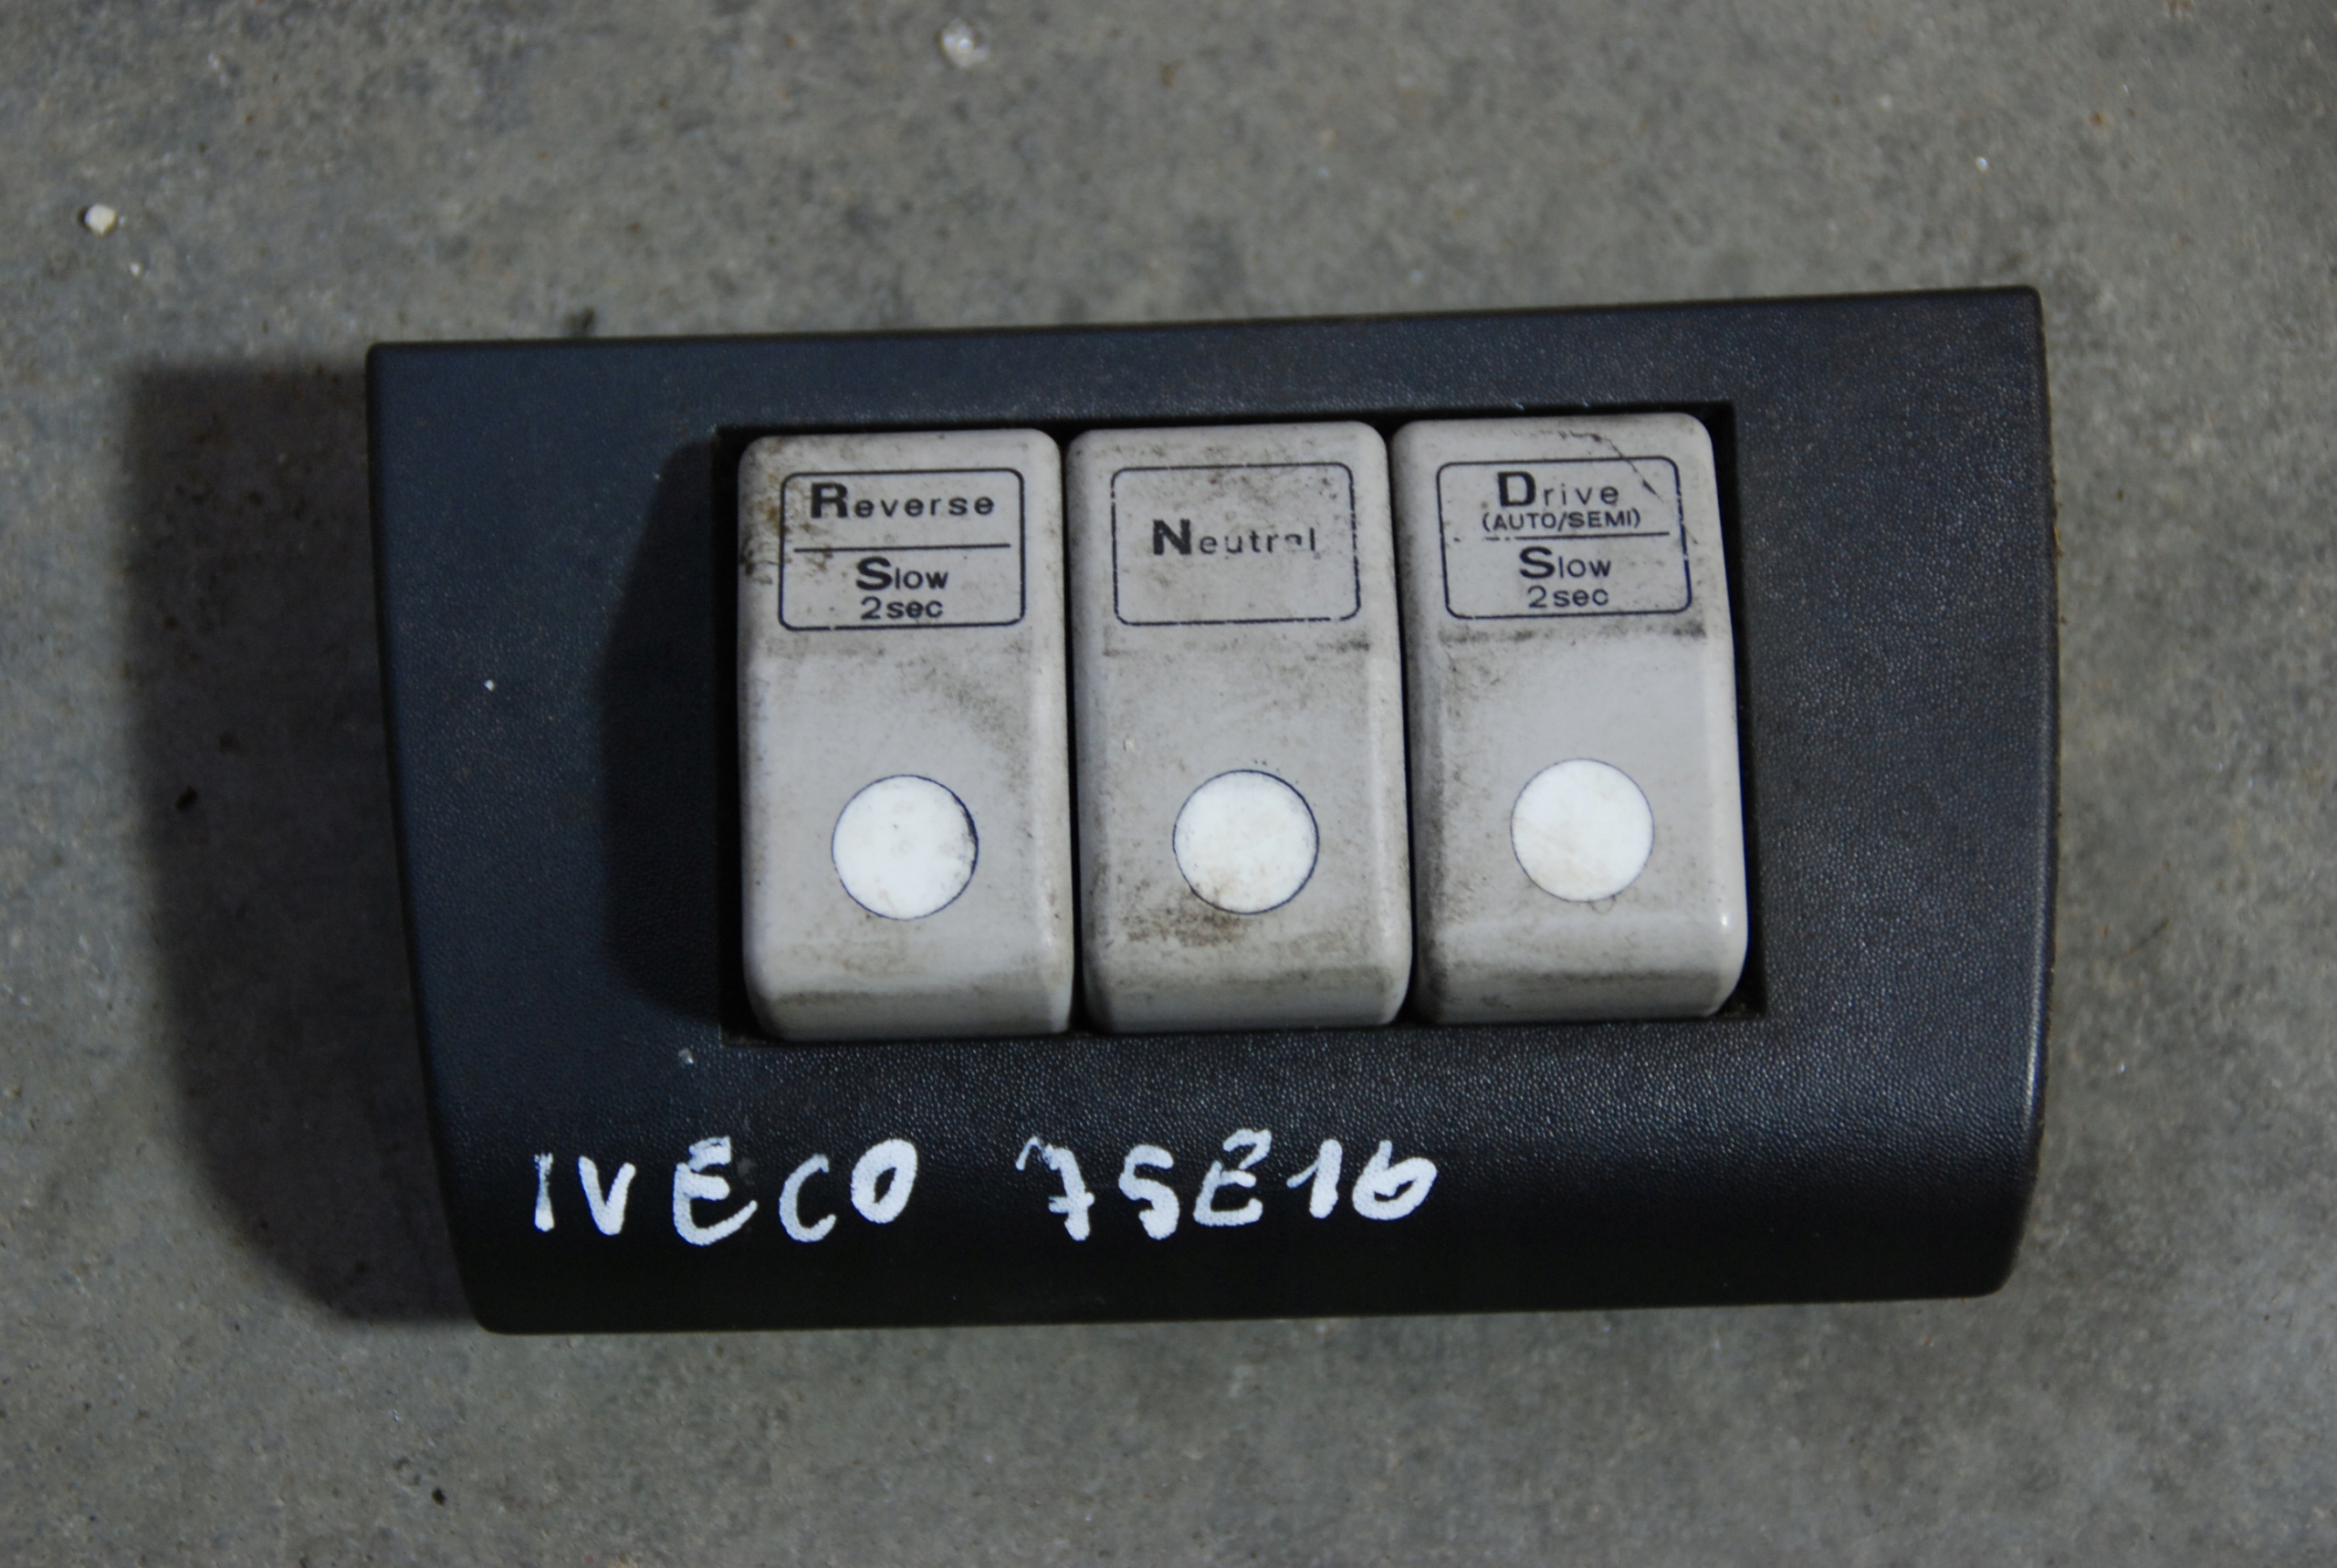 Reverse
Slow
2sec
Neutral
Drive
(AUTO/SEMI)
Slow
2sec
IVECO 75E16